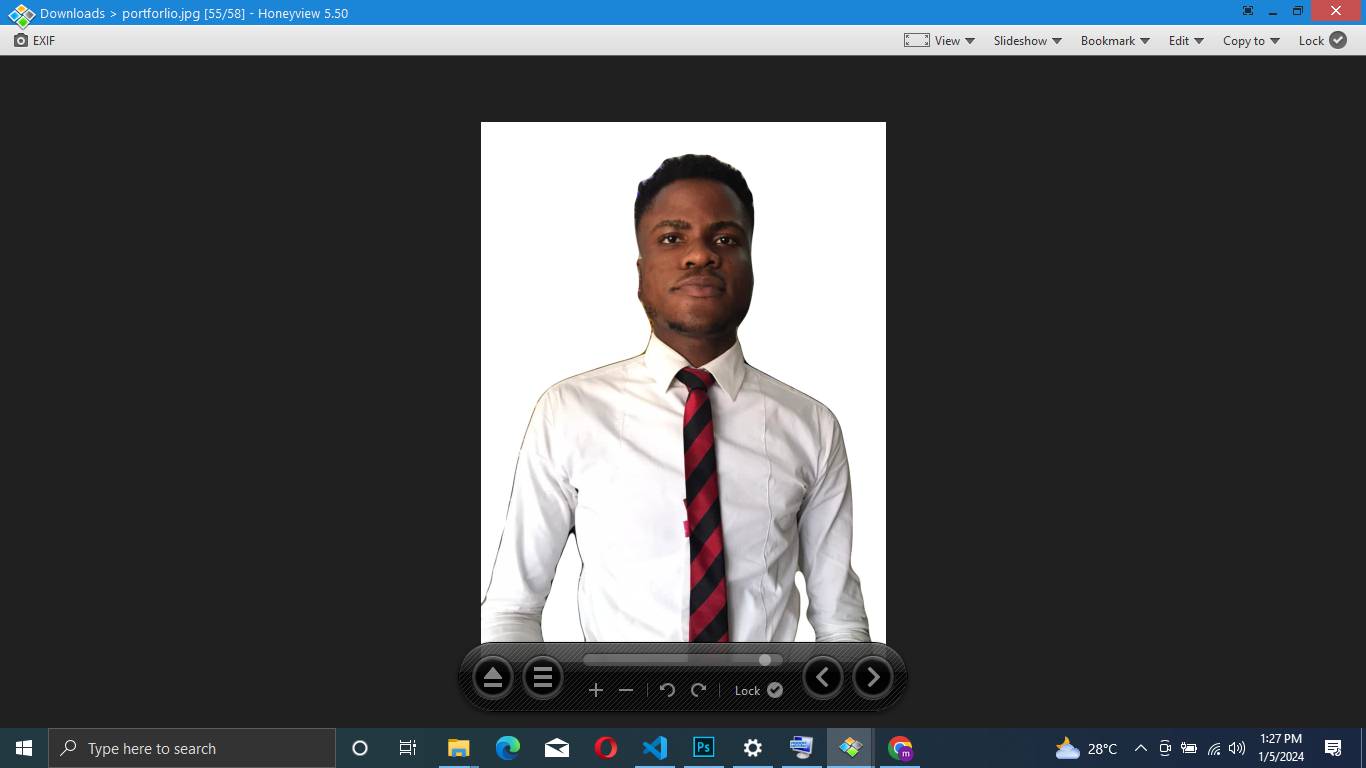 Downloads > portforlio.jpg [55/58] - Honeyview 5.50
EXIF
View
Slideshow
Bookmark
Edit
Copy to
Lock
Lock
Type here to search
Ps
m
28°C
1:27 PM
1/5/2024